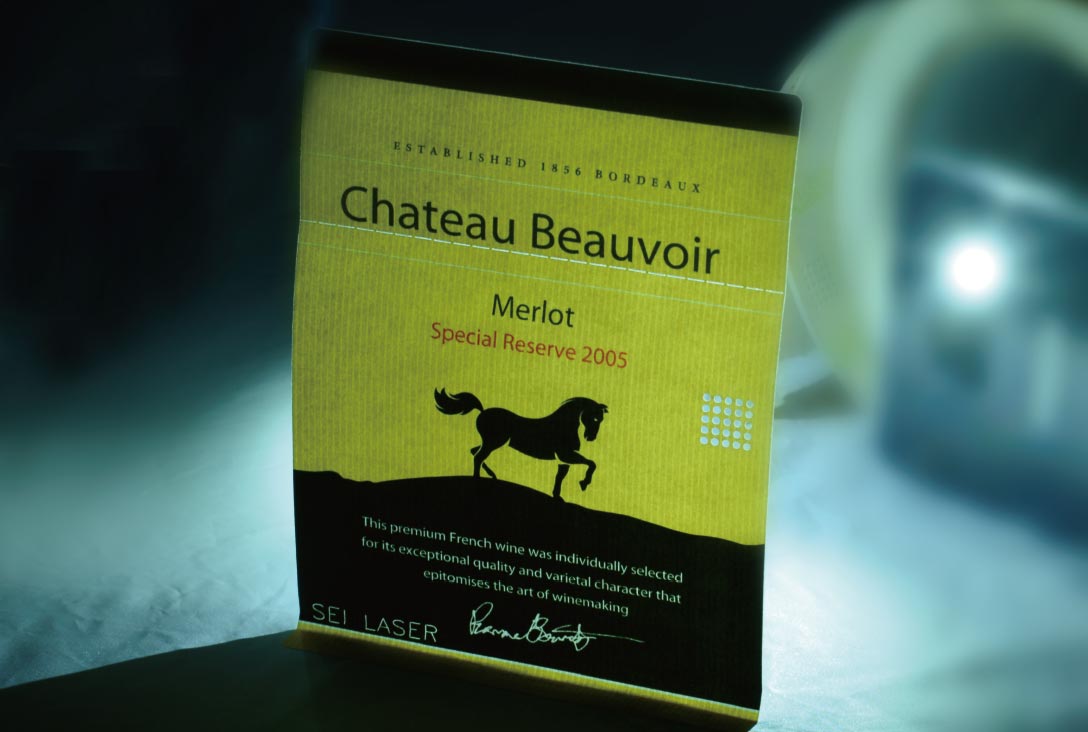 ESTABLISHED 1856 BORDEAUX
Chateau Beauvoir
Merlot
Special Reserve 2005
This premium French wine was individually selected
for its exceptional quality and varietal character that
epitomises the art of winemaking
SEI LASER